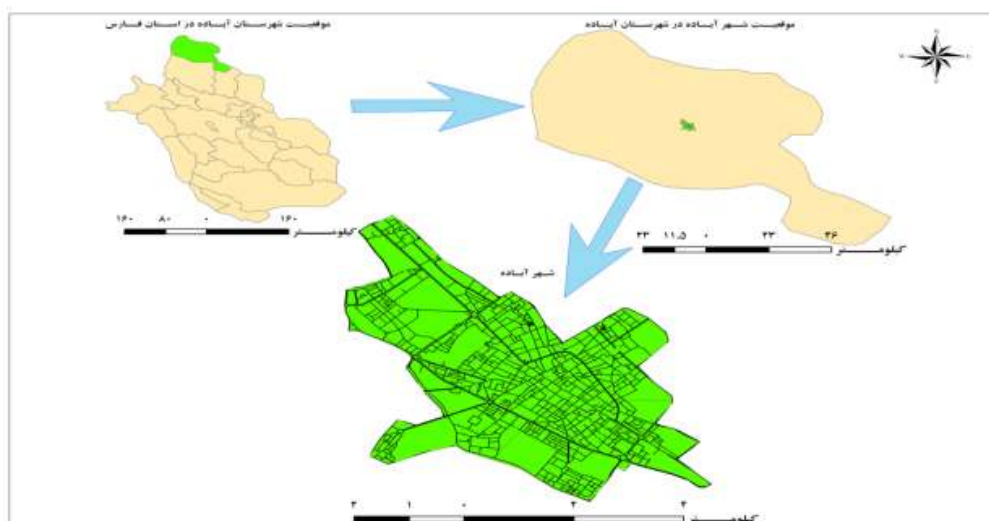 موقعیت شهرستان آباده در استان فارس
موقعیت شهر آباده در شهرستان آباده
۱۶۰ ۸۰ ۰ ۱۶۰
کیلومتر
۲۳ ۱۱.۵ ۰ ۲۳ ۴۶
کیلومتر
شهر آباده
۲ ۱ ۰ ۲ ۴
کیلومتر